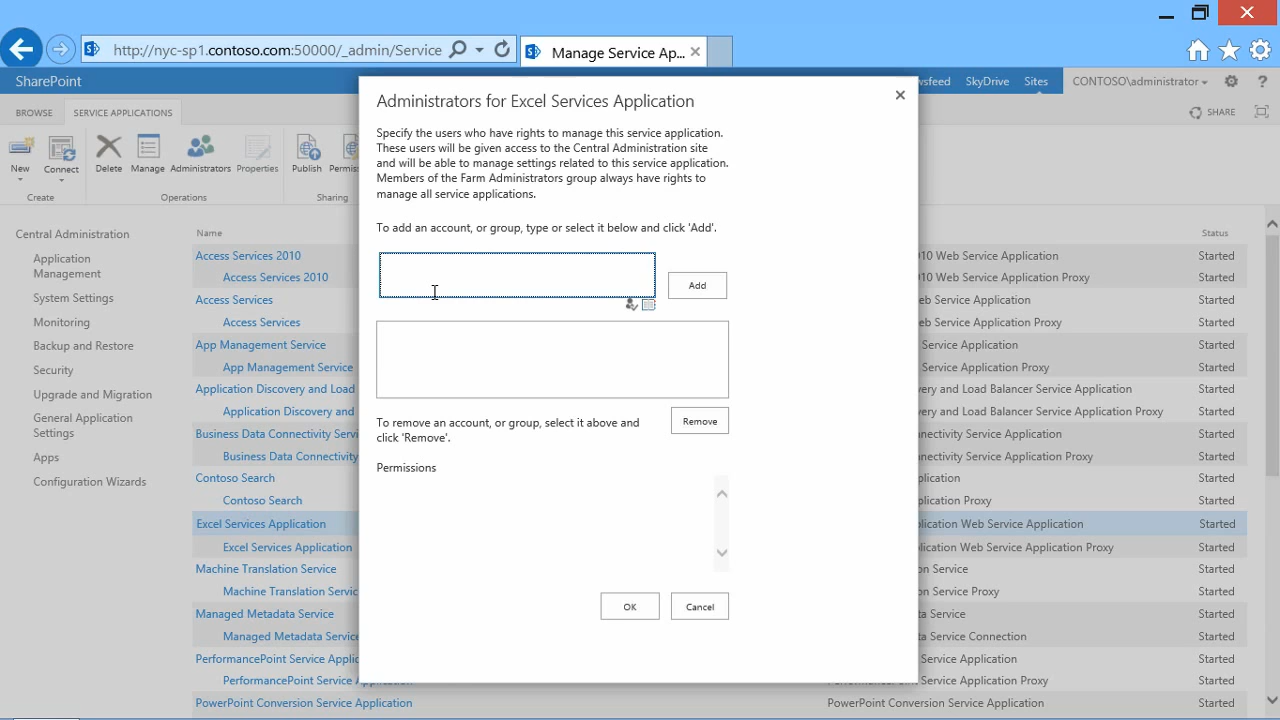 http://nyc-sp1.contoso.com:50000/_admin/Service
Manage Service Ap...
SharePoint
wsfeed SkyDrive Sites CONTOSO\administrator
BROWSE SERVICE APPLICATIONS
SHARE
New Connect Delete Manage Administrators Properties Publish Permis
Create Operations Sharing
Administrators for Excel Services Application
Specify the users who have rights to manage this service application.
These users will be given access to the Central Administration site
and will be able to manage settings related to this service application.
Members of the Farm Administrators group always have rights to
manage all service applications.
To add an account, or group, type or select it below and click 'Add'.
Add
To remove an account, or group, select it above and
click 'Remove'.
Remove
Permissions
OK Cancel
Central Administration
Application
Management
System Settings
Monitoring
Backup and Restore
Security
Upgrade and Migration
General Application
Settings
Apps
Configuration Wizards
Name Status
Access Services 2010 10 Web Service Application Started
Access Services 2010 10 Web Service Application Proxy Started
Access Services b Service Application Started
Access Services b Service Application Proxy Started
App Management Service Service Application Started
App Management Service Service Application Proxy Started
Application Discovery and Load very and Load Balancer Service Application Started
Application Discovery and very and Load Balancer Service Application Proxy Started
Business Data Connectivity Servi nectivity Service Application Started
Business Data Connectivity nectivity Service Application Proxy Started
Contoso Search plication Started
Contoso Search plication Proxy Started
Excel Services Application plication Web Service Application Started
Excel Services Application plication Web Service Application Proxy Started
Machine Translation Service on Service Started
Machine Translation Servic on Service Proxy Started
Managed Metadata Service ta Service Started
Managed Metadata Service ta Service Connection Started
PerformancePoint Service Applic Service Application Started
PerformancePoint Service A Service Application Proxy Started
PowerPoint Conversion Service Application PowerPoint Conversion Service Application Started